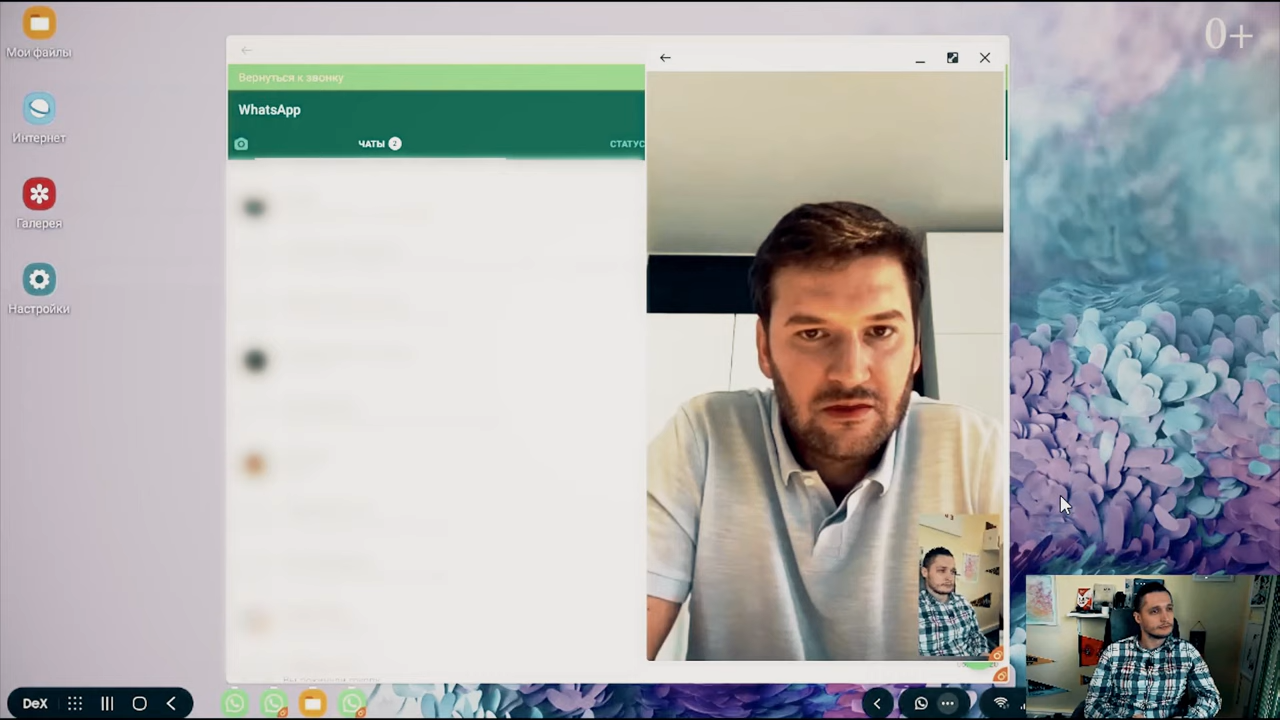 0+
Мои файлы
Интернет
Галерея
Настройки
Вернуться к звонку
WhatsApp
ЧАТЫ 2
СТАТУС
DeX